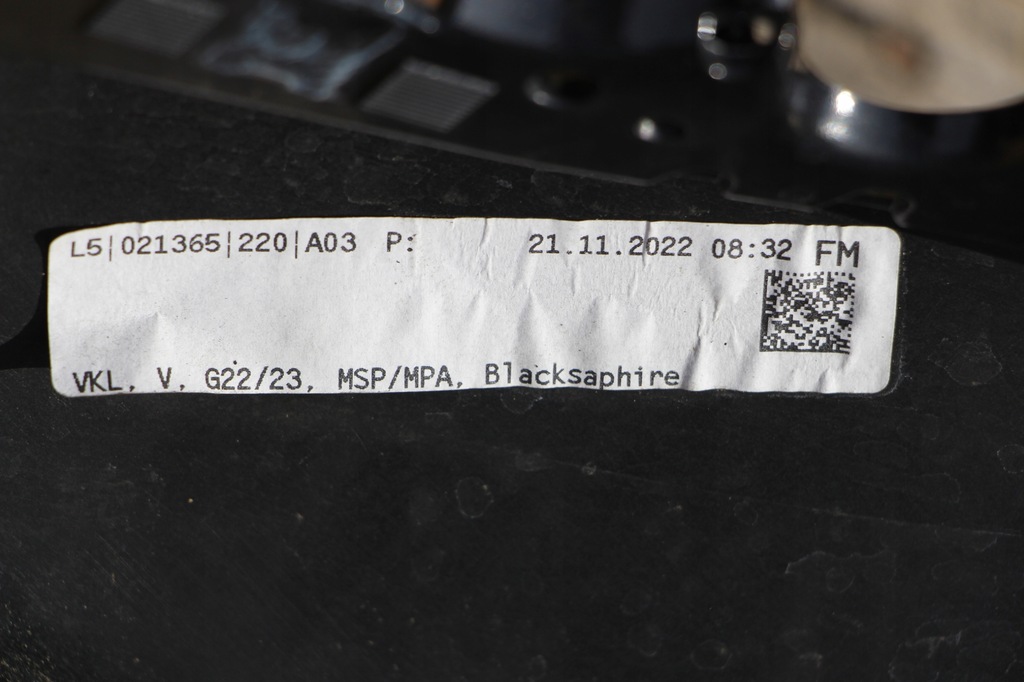 L5|021365|220|A03 P: 21.11.2022 08:32 FM
VKL, V, G22/23, MSP/MPA, Blacksaphire